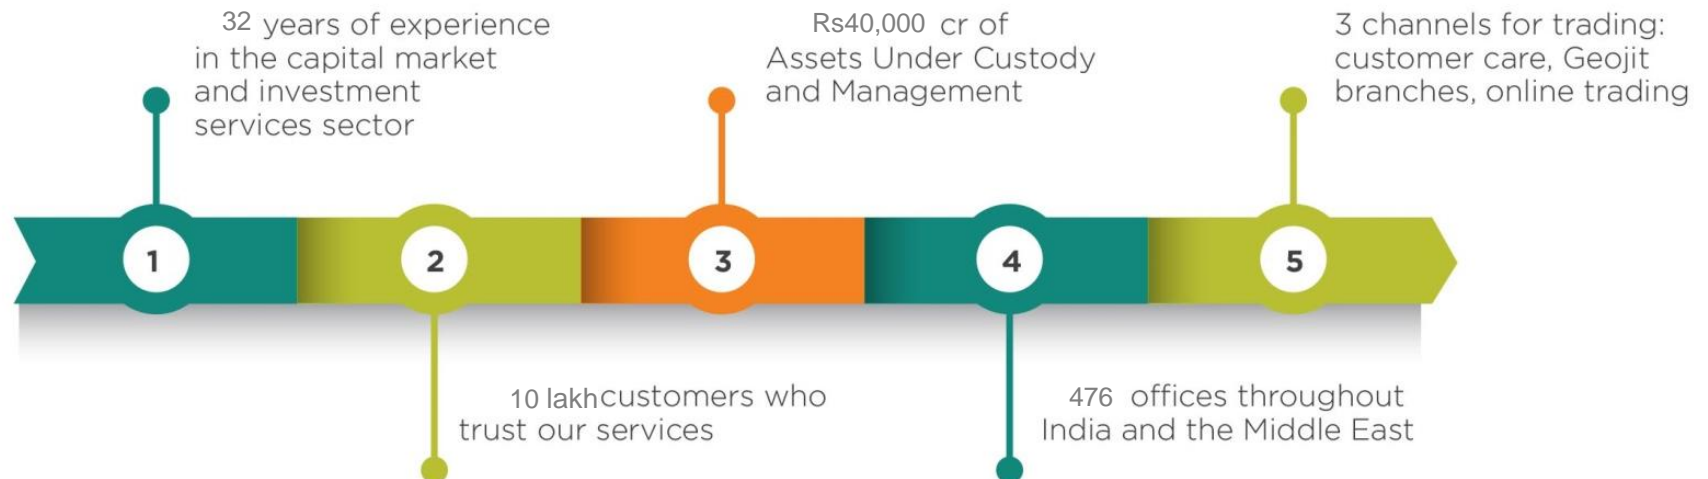 32 years of experience
in the capital market
and investment
services sector
Rs40,000 cr of
Assets Under Custody
and Management
3 channels for trading:
customer care, Geojit
branches, online trading
1
2
3
4
5
10 lakh customers who
trust our services
476 offices throughout
India and the Middle East